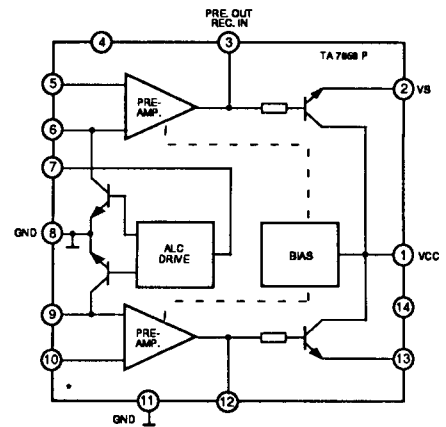 PRE. OUT
REC. IN
4
3
TA 7668 P
5
PRE-
AMP.
2
VS
6
7
GND
8
ALC
DRIVE
BIAS
1
VCC
9
14
PRE-
AMP.
10
13
*
11
12
GND